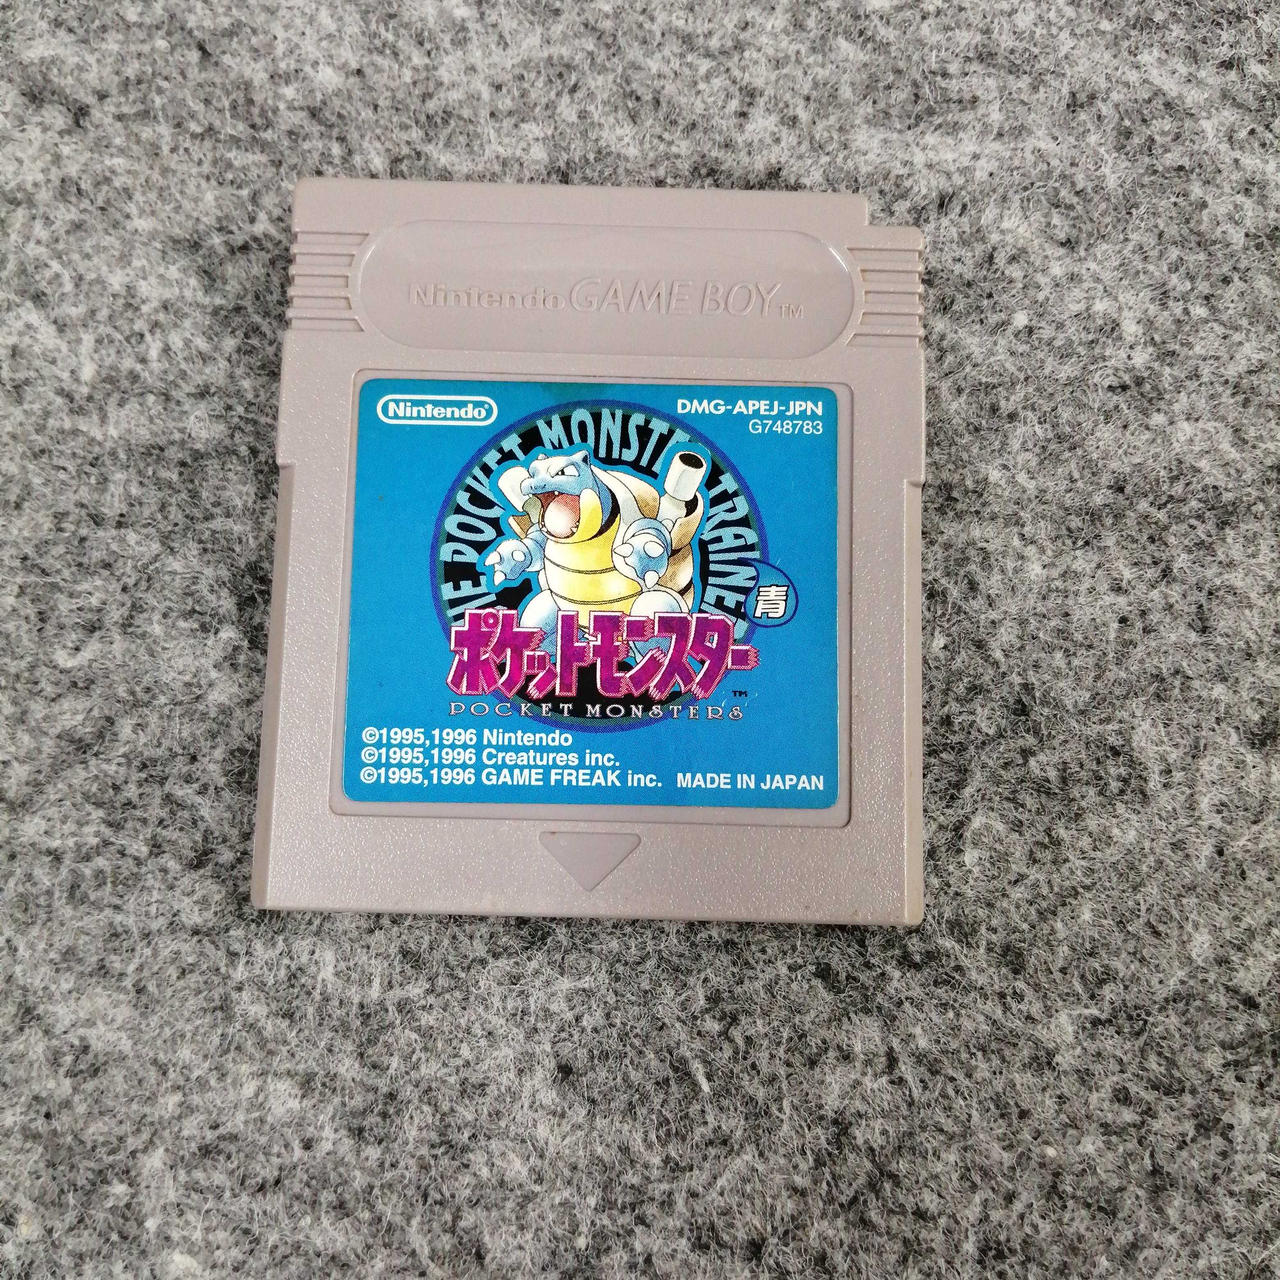 Nintendo GAME BOY™
Nintendo®
DMG-APEJ-JPN
G748783
THE POCKET MONSTER TRAINER
青
ポケットモンスター™
POCKET MONSTERS
©1995,1996 Nintendo
©1995,1996 Creatures inc.
©1995,1996 GAME FREAK inc. MADE IN JAPAN